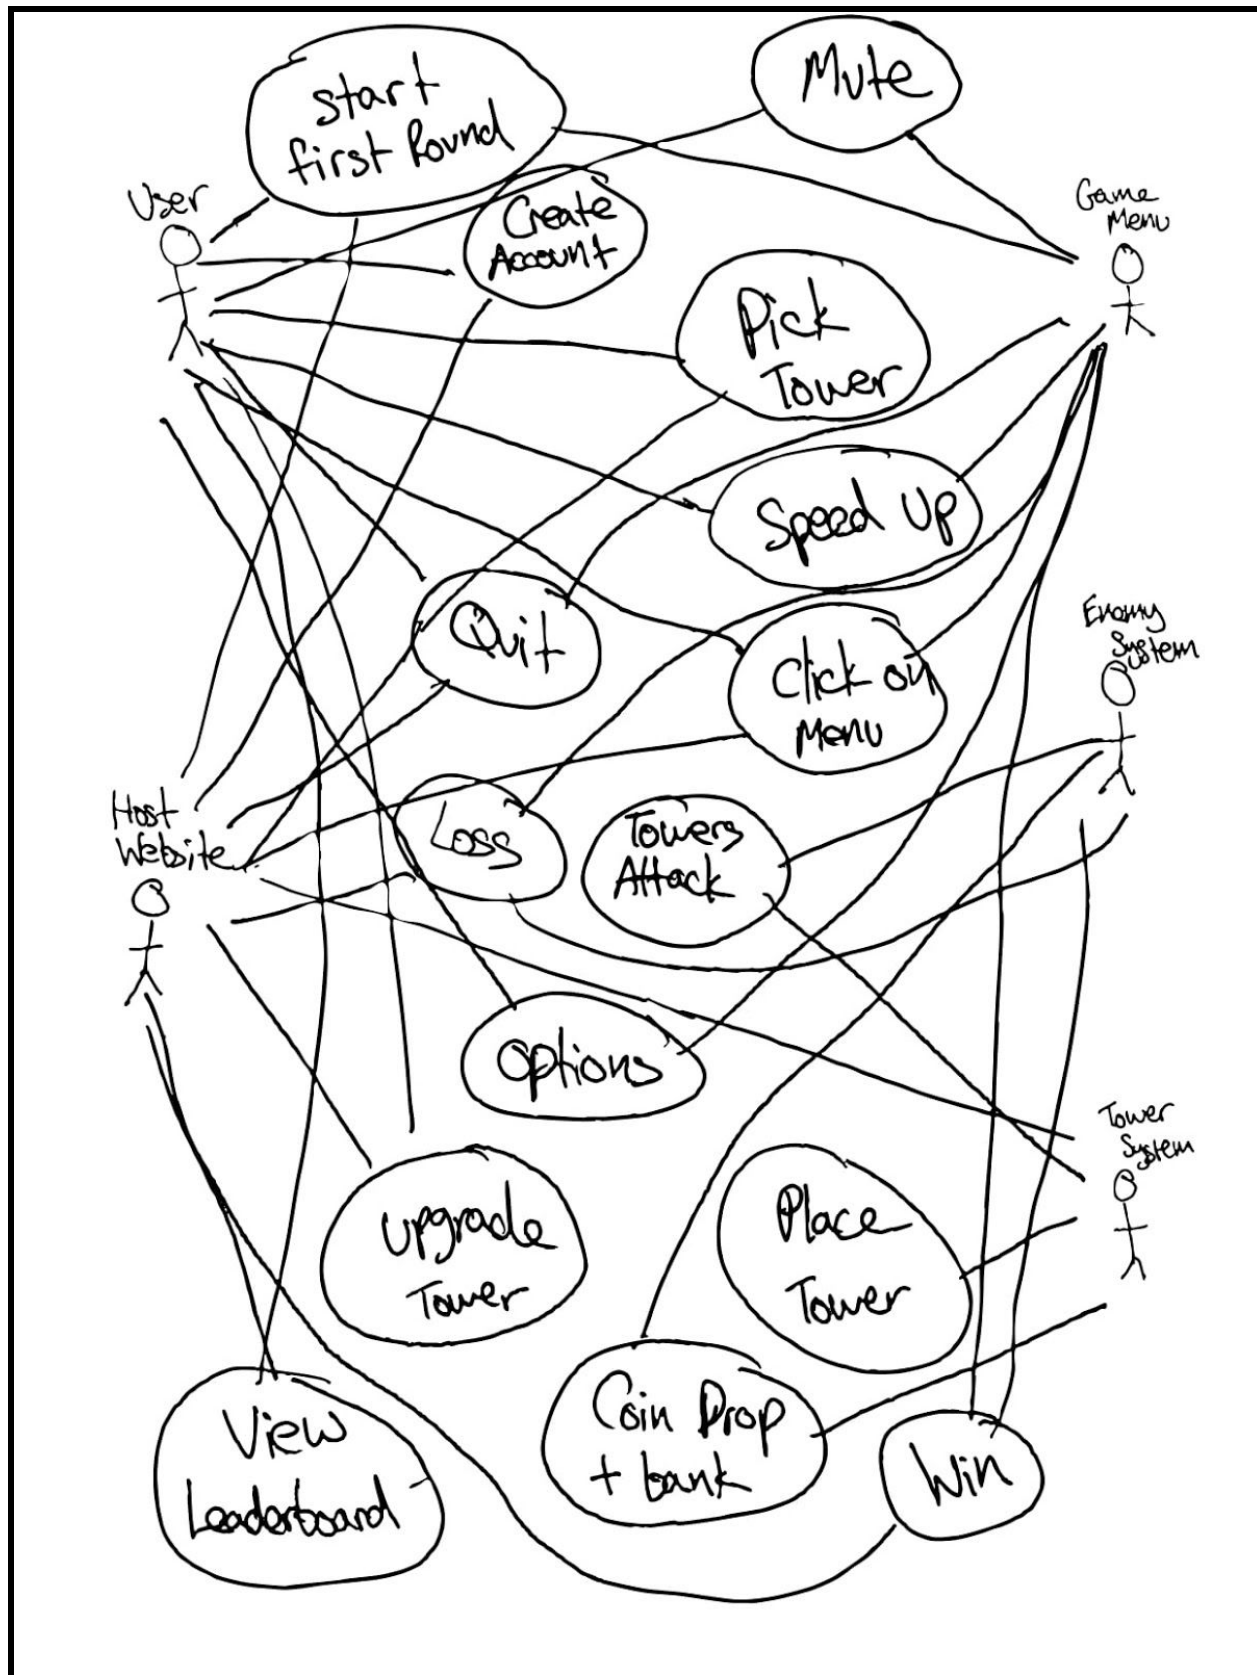 Start
first Round
Mute
User
Create
Account
Game
Menu
Pick
Tower
Speed Up
Quit
Enemy
System
Click on
Menu
Host
Website
Loss
Towers
Attack
Options
Tower
System
Upgrade
Tower
Place
Tower
View
Leaderboard
Coin Drop
+ bank
Win